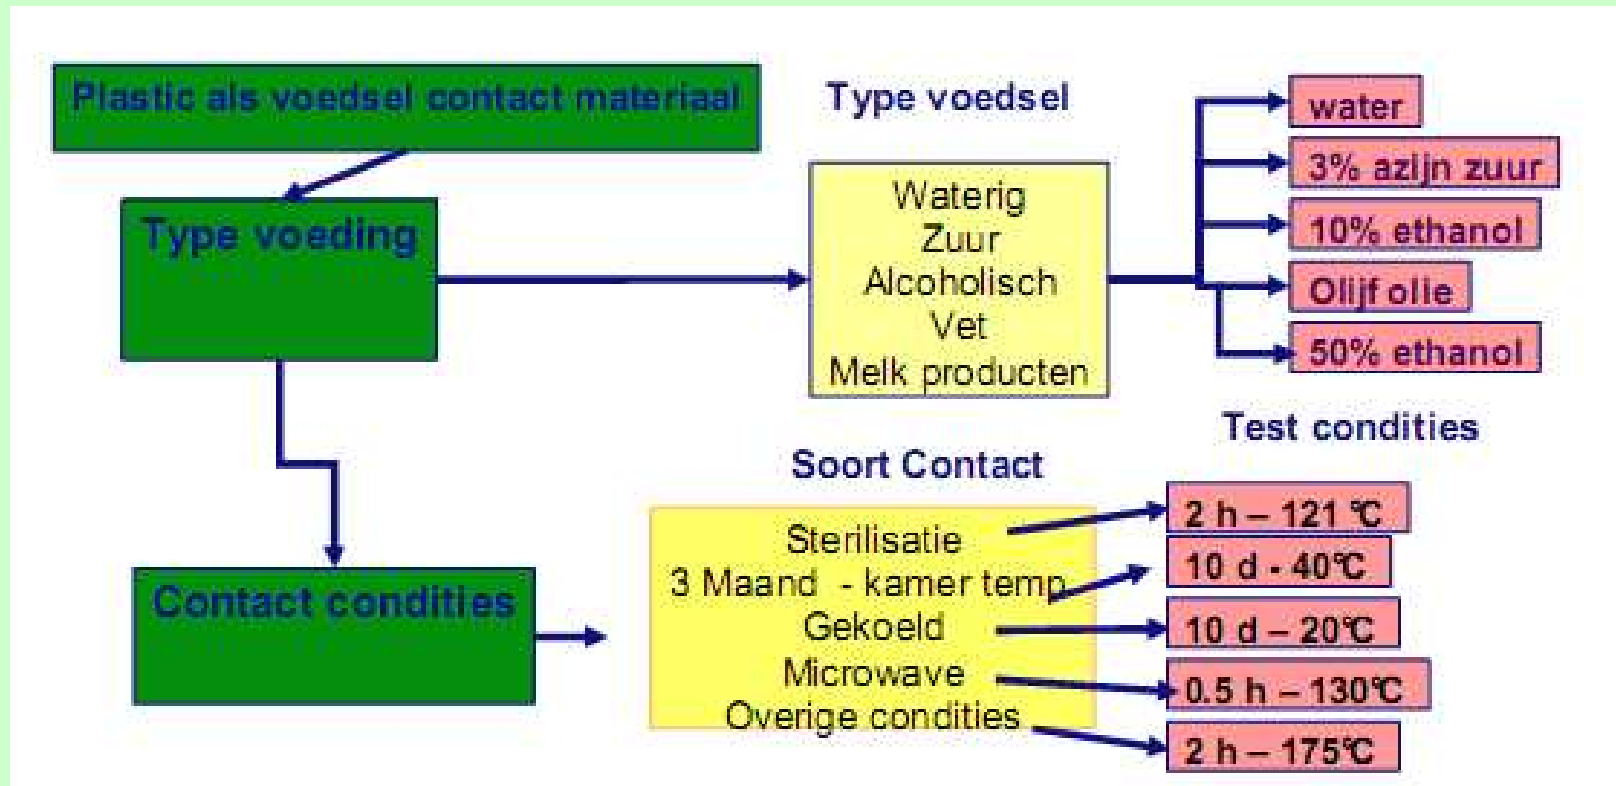 Plastic als voedsel contact materiaal
Type voeding
Type voedsel
Waterig
Zuur
Alcoholisch
Vet
Melk producten
water
3% azijn zuur
10% ethanol
Olijf olie
50% ethanol
Contact condities
Soort Contact
Sterilisatie
3 Maand - kamer temp
Gekoeld
Microwave
Overige condities
Test condities
2 h – 121 °C
10 d - 40°C
10 d – 20°C
0.5 h – 130°C
2 h – 175°C